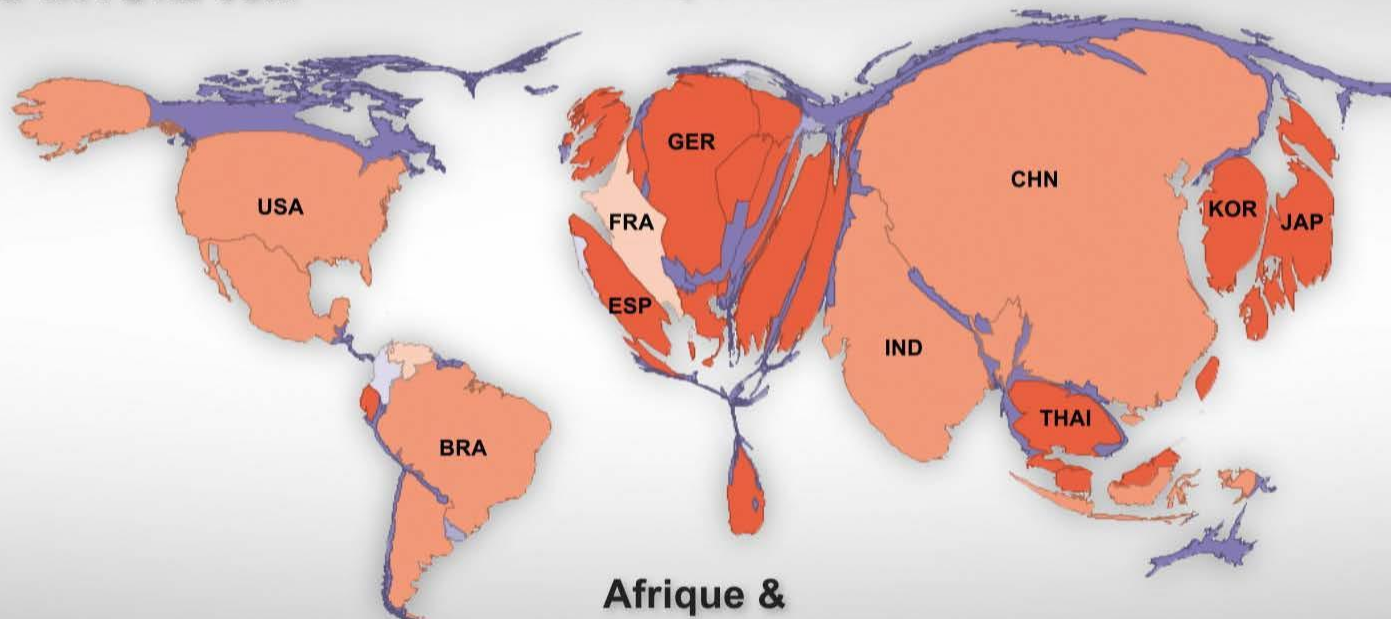 GER
CHN
USA
FRA
KOR
JAP
ESP
IND
THAI
BRA
Afrique &